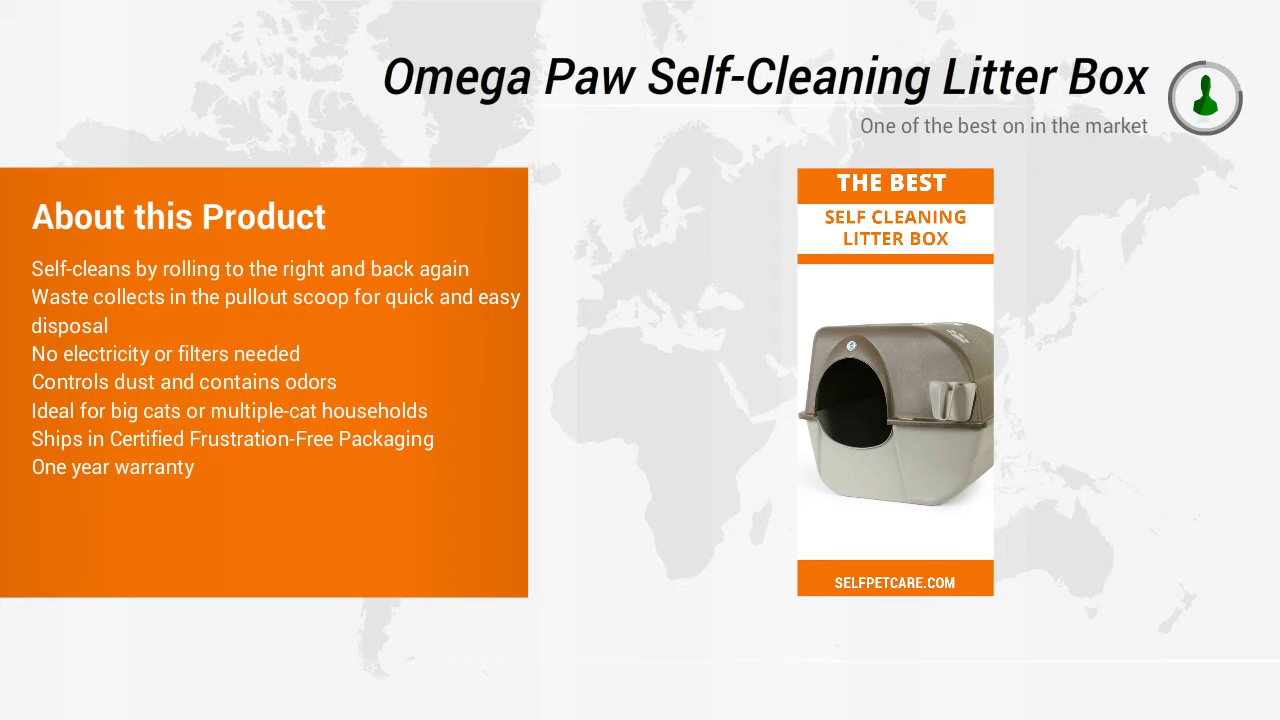 Omega Paw Self-Cleaning Litter Box
One of the best on in the market
About this Product
Self-cleans by rolling to the right and back again
Waste collects in the pullout scoop for quick and easy
disposal
No electricity or filters needed
Controls dust and contains odors
Ideal for big cats or multiple-cat households
Ships in Certified Frustration-Free Packaging
One year warranty
THE BEST
SELF CLEANING
LITTER BOX
SELFPETCARE.COM